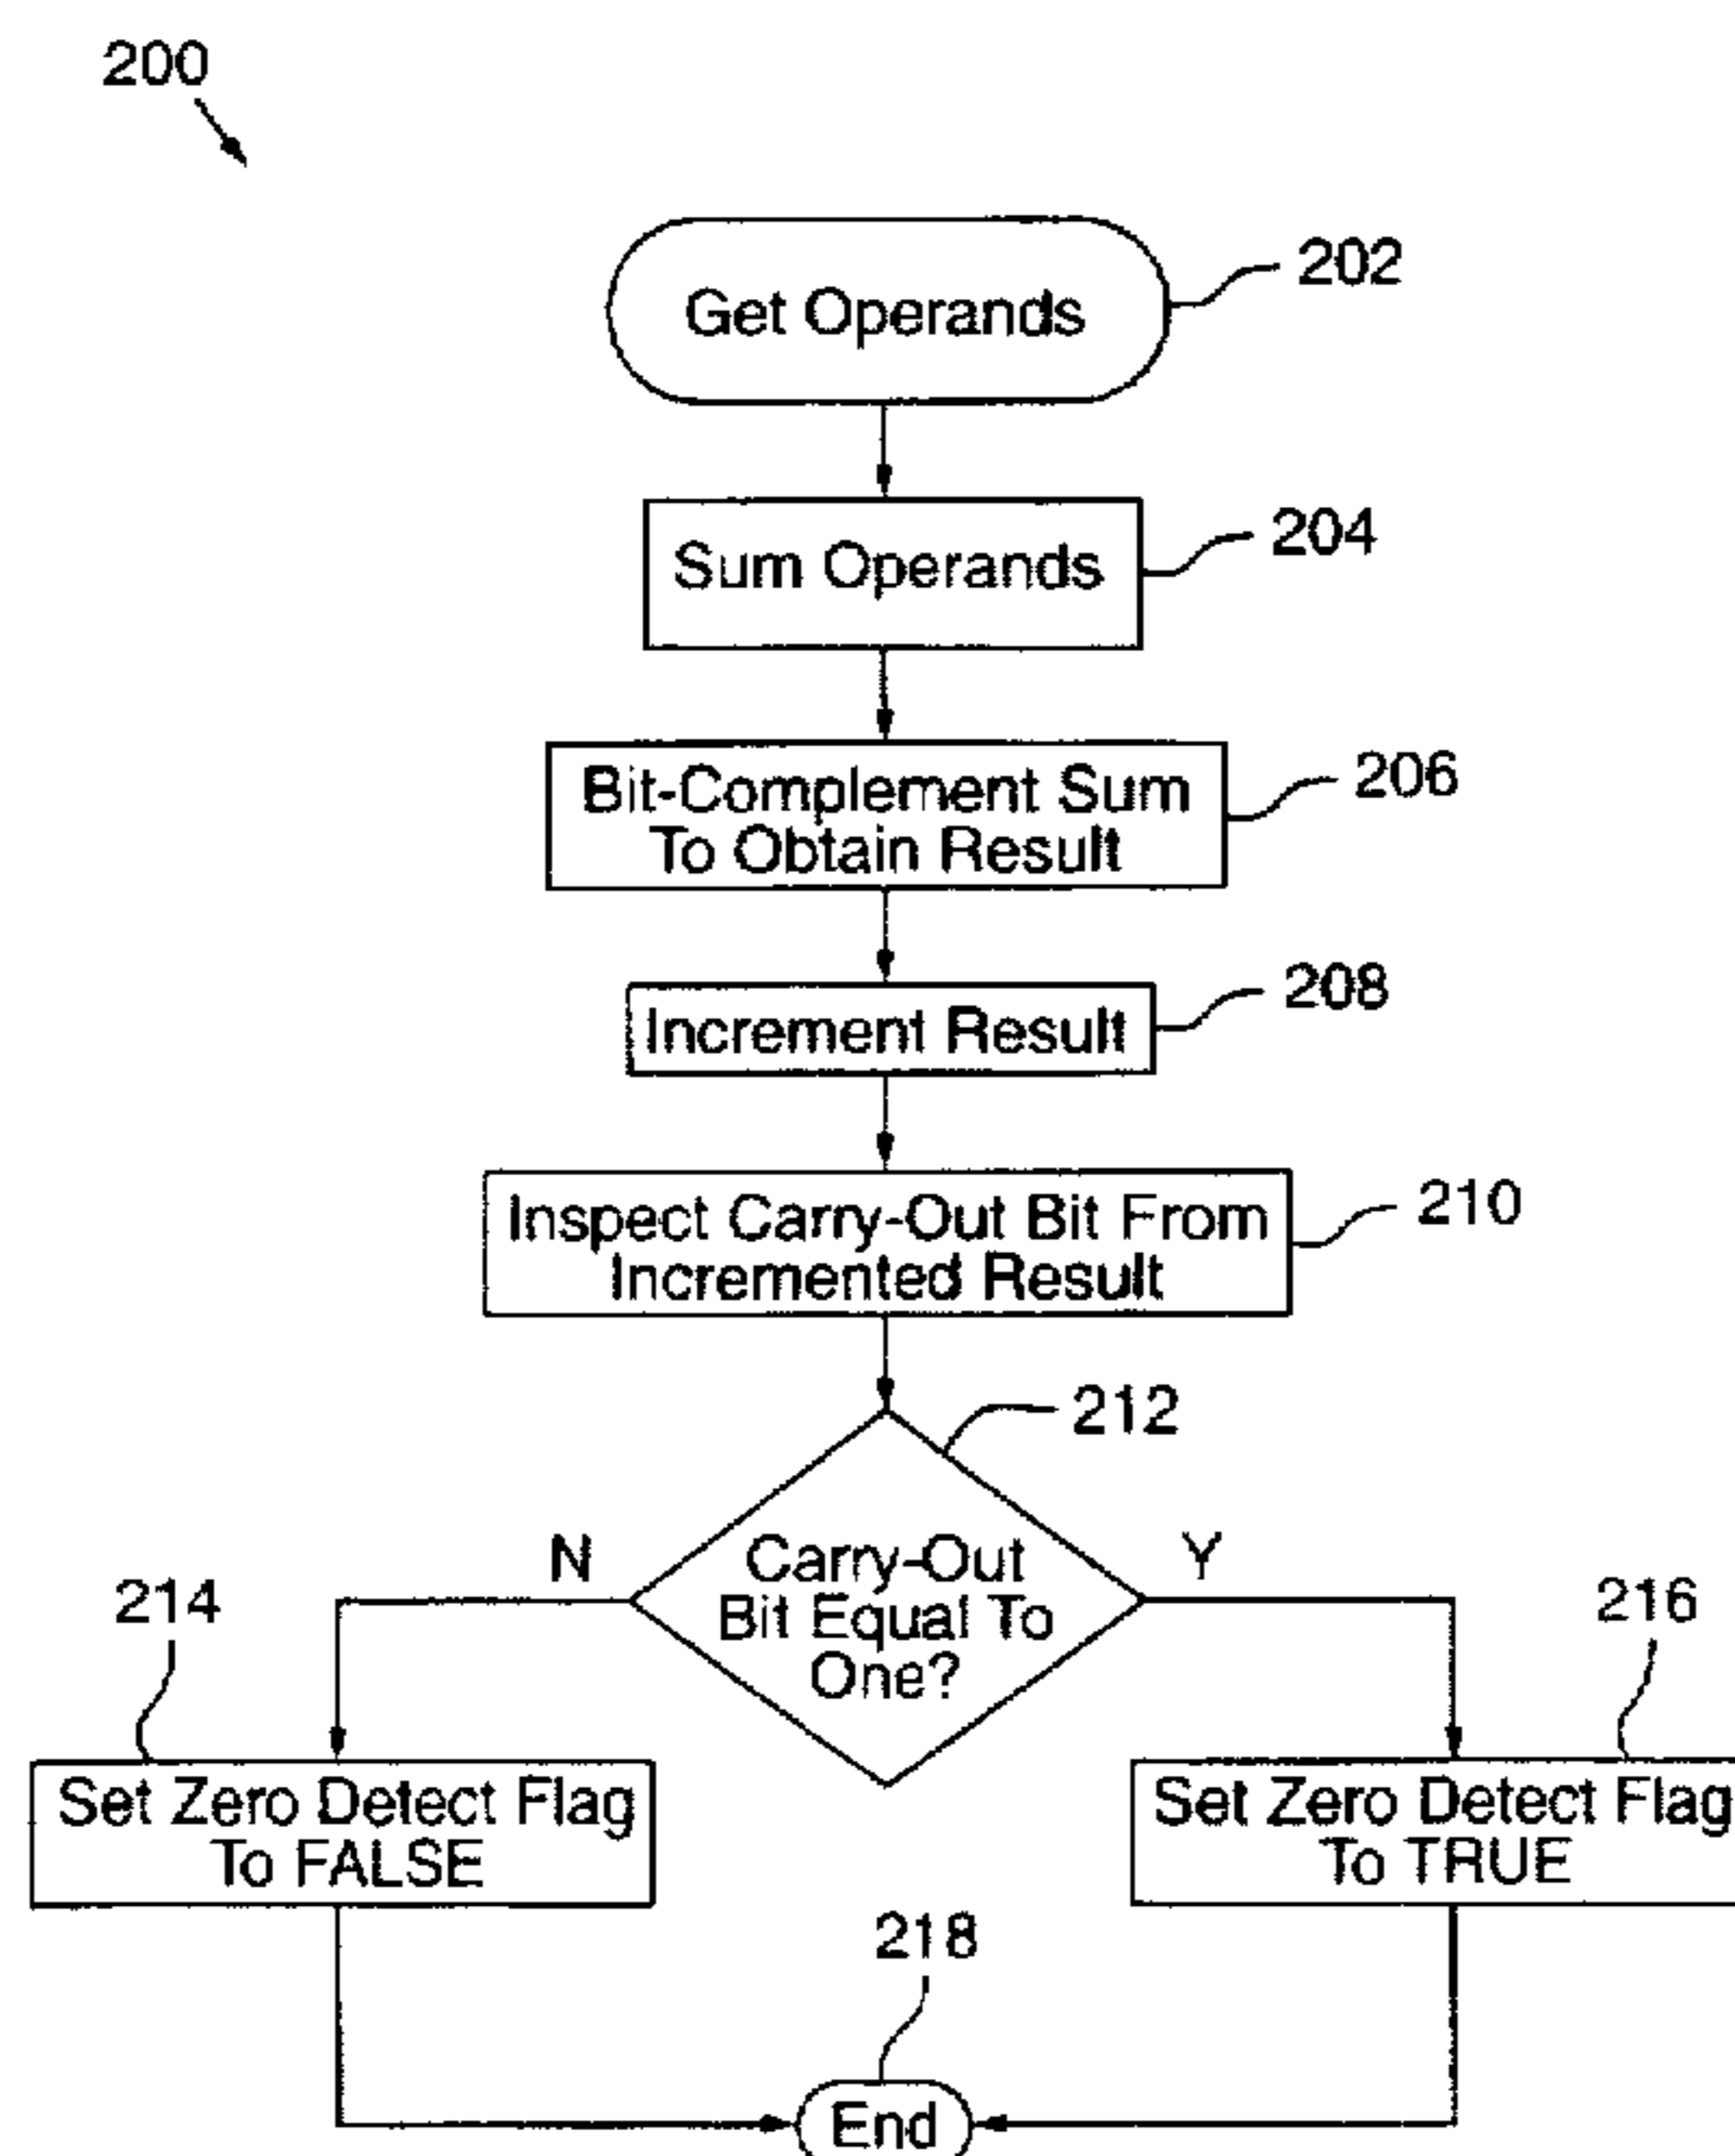 200
Get Operands
202
Sum Operands
204
Bit-Complement Sum
To Obtain Result
206
Increment Result
208
Inspect Carry-Out Bit From
Incremented Result
210
212
Carry-Out
Bit Equal To
One?
N
Y
214
216
Set Zero Detect Flag
To FALSE
Set Zero Detect Flag
To TRUE
218
End